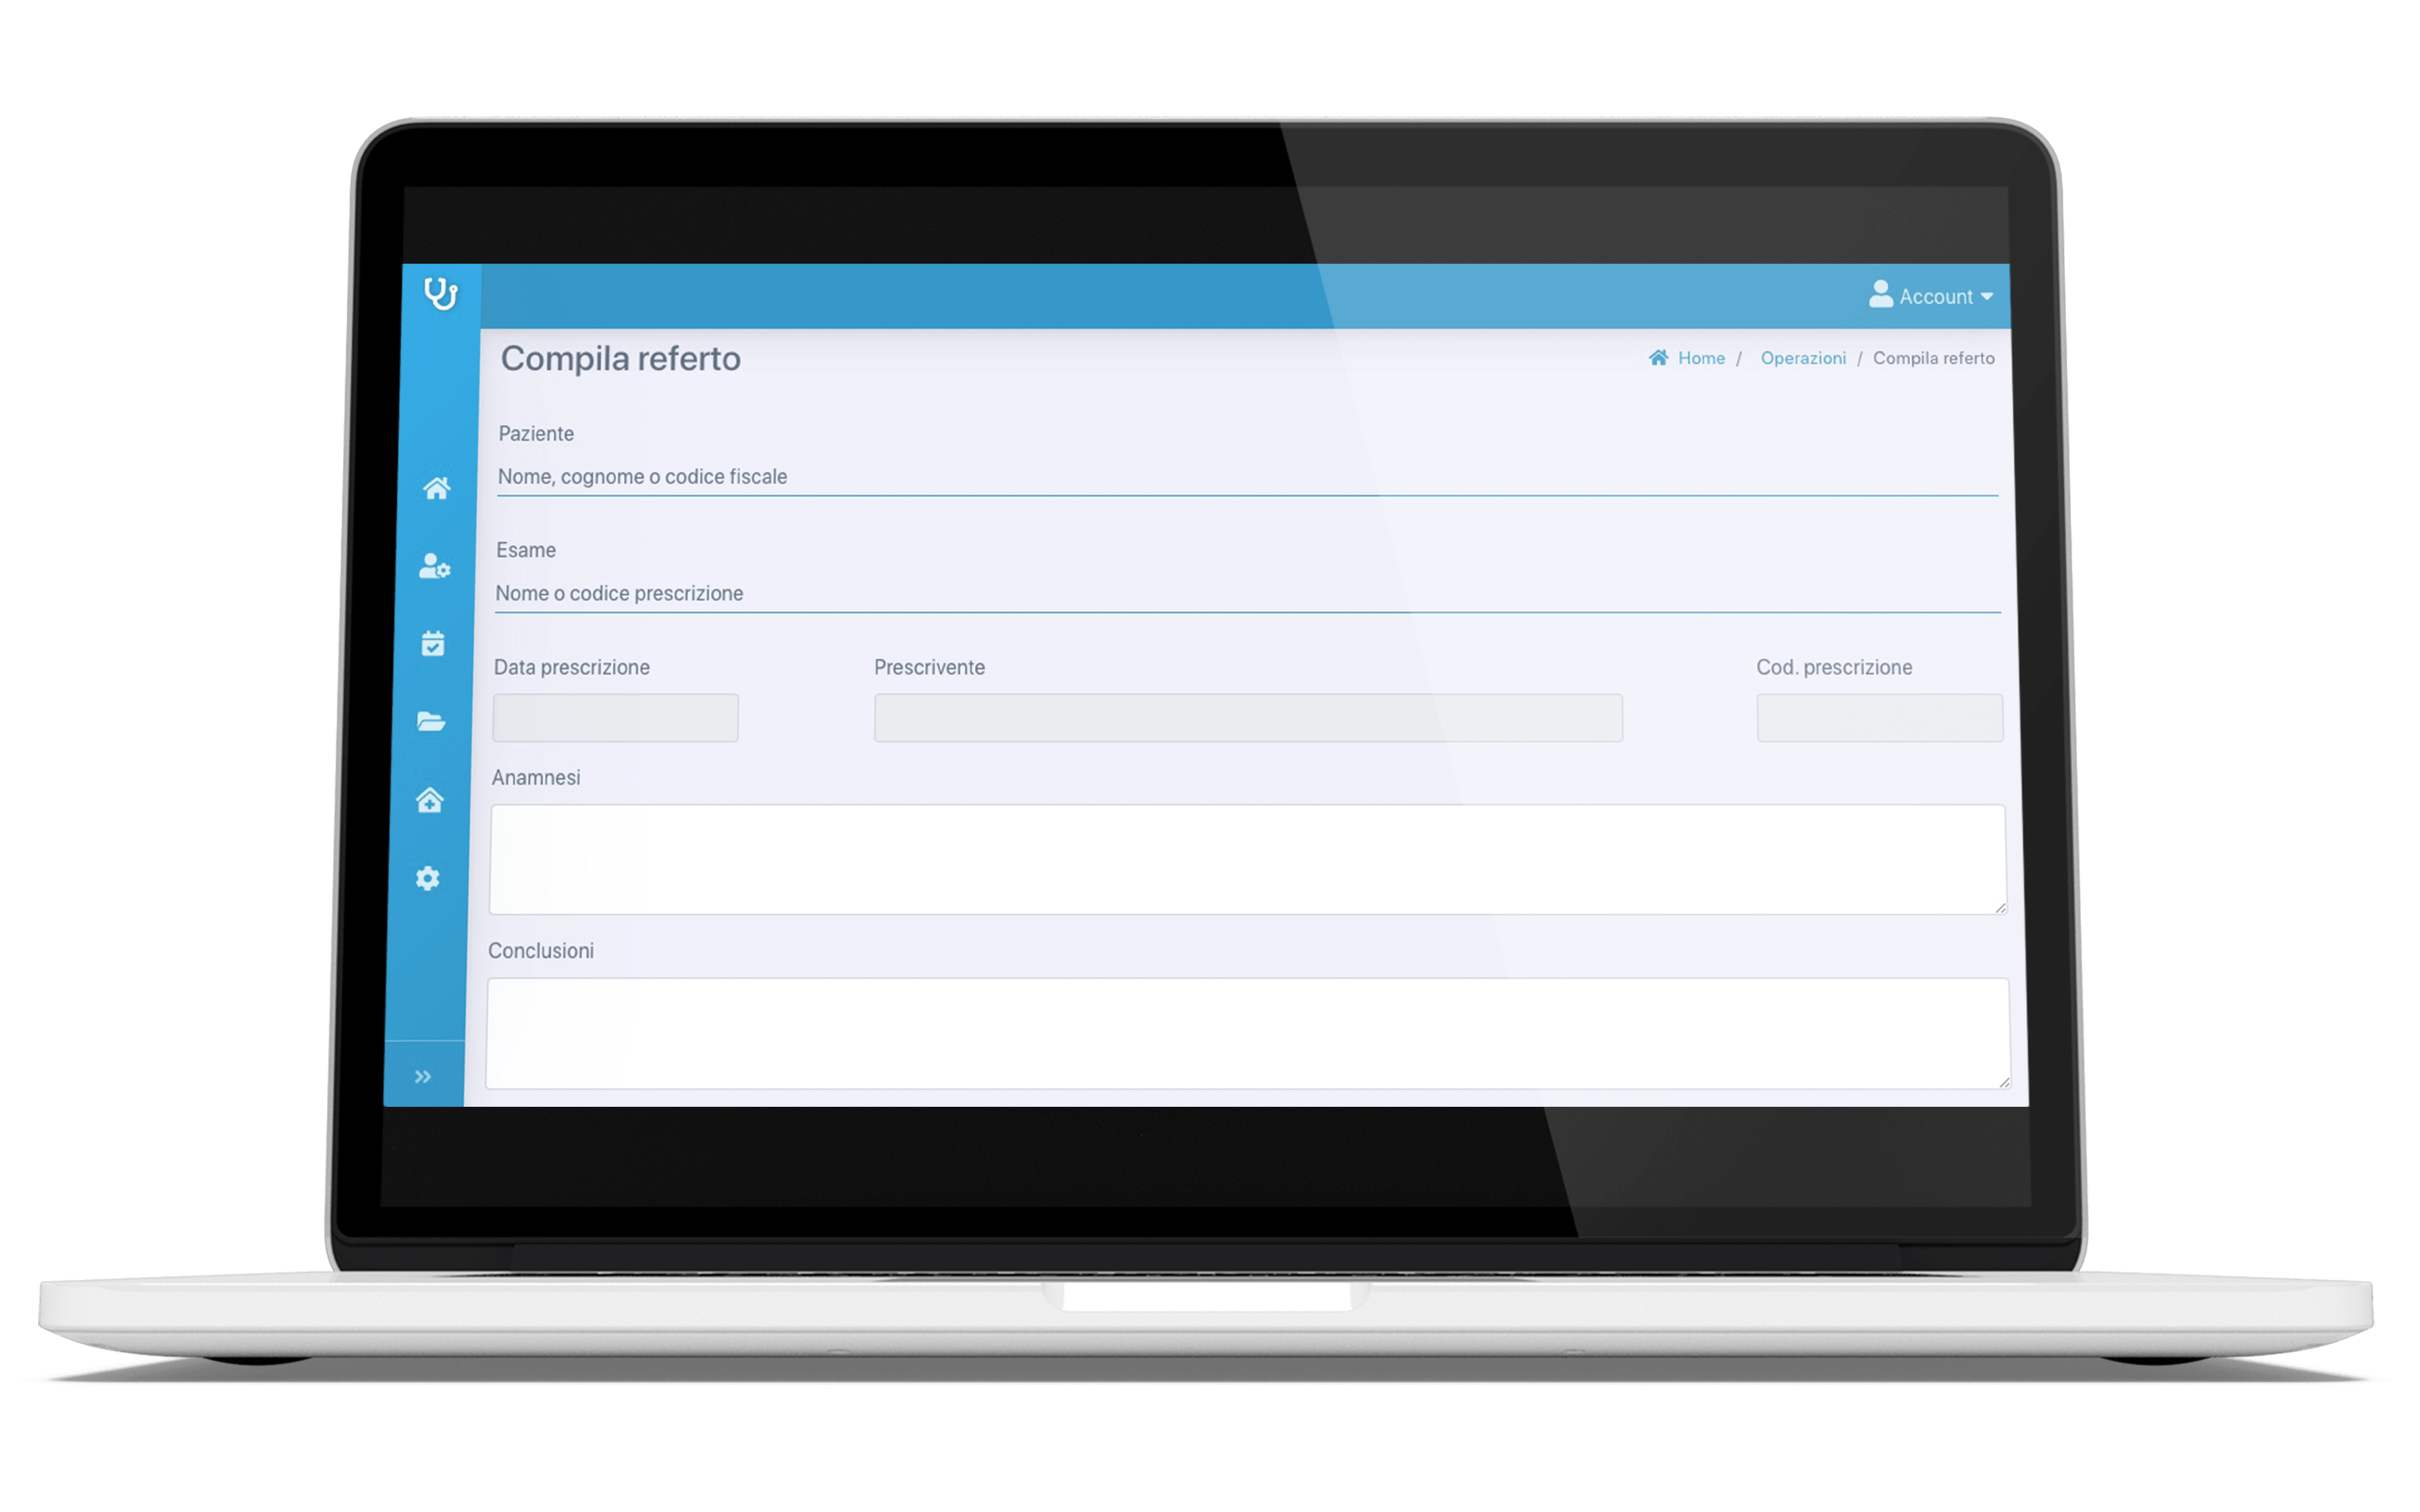 Account
Compila referto
Home / Operazioni / Compila referto
Paziente
Nome, cognome o codice fiscale
Esame
Nome o codice prescrizione
Data prescrizione
Prescrivente
Cod. prescrizione
Anamnesi
Conclusioni